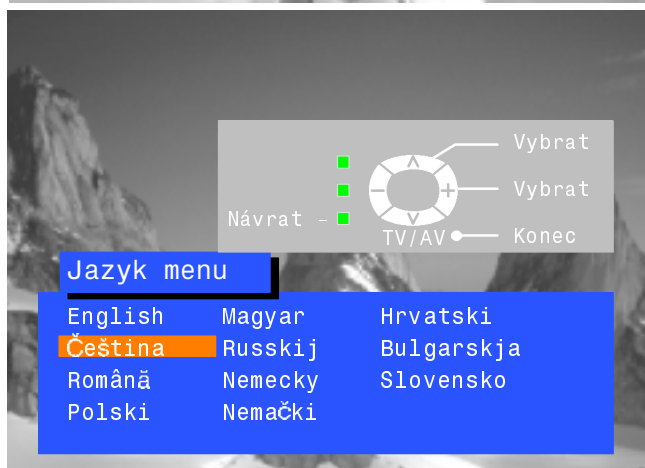 Vybrat
Vybrat
Návrat –
TV/AV
Konec
Jazyk menu
English Magyar Hrvatski
Čeština Russkij Bulgarskja
Română Nemecky Slovensko
Polski Nemački